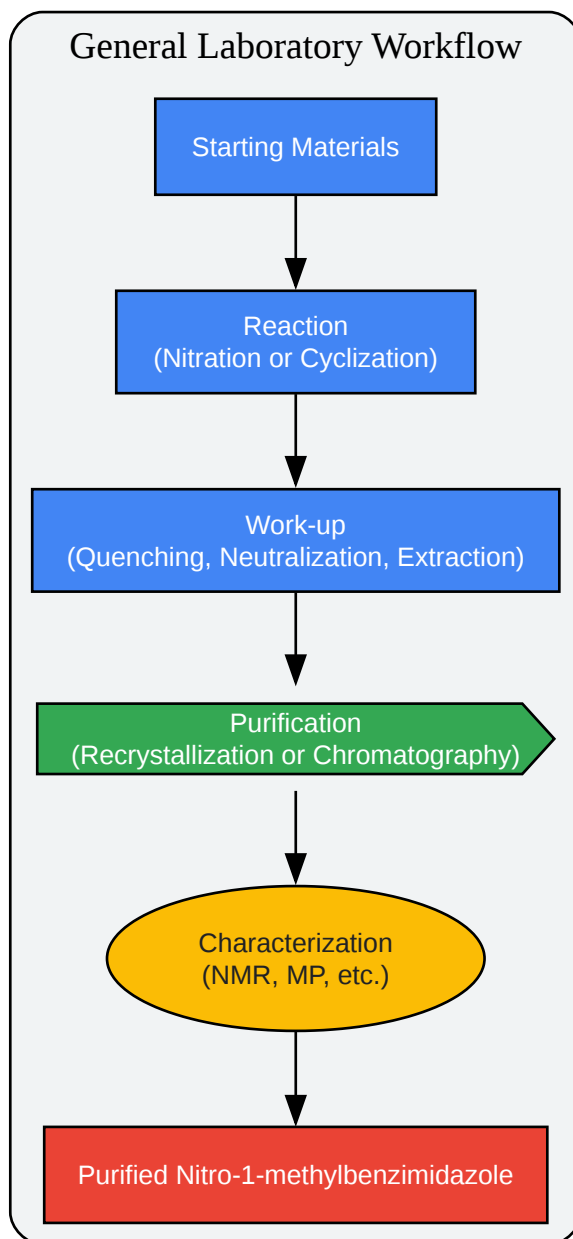 General Laboratory Workflow
Starting Materials
Reaction
(Nitration or Cyclization)
Work-up
(Quenching, Neutralization, Extraction)
Purification
(Recrystallization or Chromatography)
Characterization
(NMR, MP, etc.)
Purified Nitro-1-methylbenzimidazole